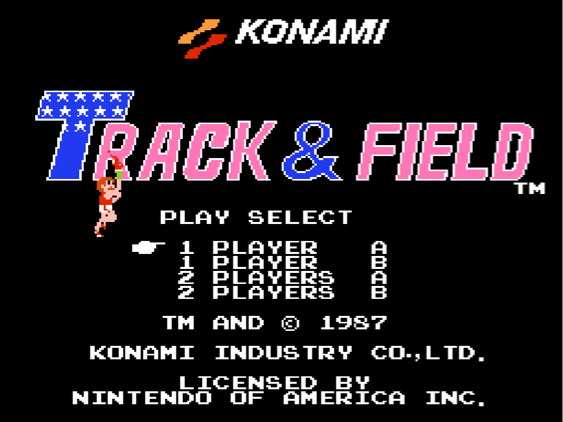 KONAMI
TRACK & FIELD
TM
PLAY SELECT
1 PLAYER A
1 PLAYER B
2 PLAYERS A
2 PLAYERS B
TM AND © 1987
KONAMI INDUSTRY CO.,LTD.
LICENSED BY
NINTENDO OF AMERICA INC.